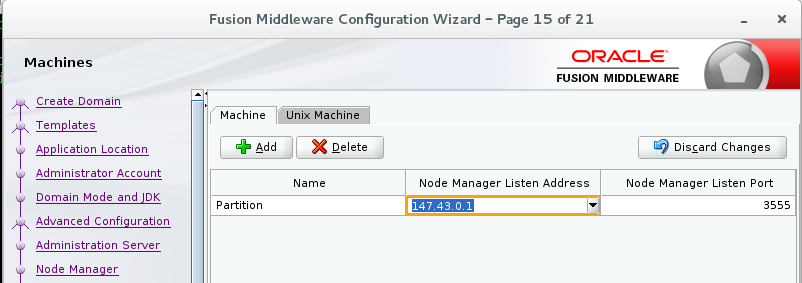 Fusion Middleware Configuration Wizard – Page 15 of 21
Machines
ORACLE
FUSION MIDDLEWARE
Create Domain
Templates
Application Location
Administrator Account
Domain Mode and JDK
Advanced Configuration
Administration Server
Node Manager
Machine Unix Machine
Add Delete Discard Changes
Name Node Manager Listen Address Node Manager Listen Port
Partition 147.43.0.1 3555